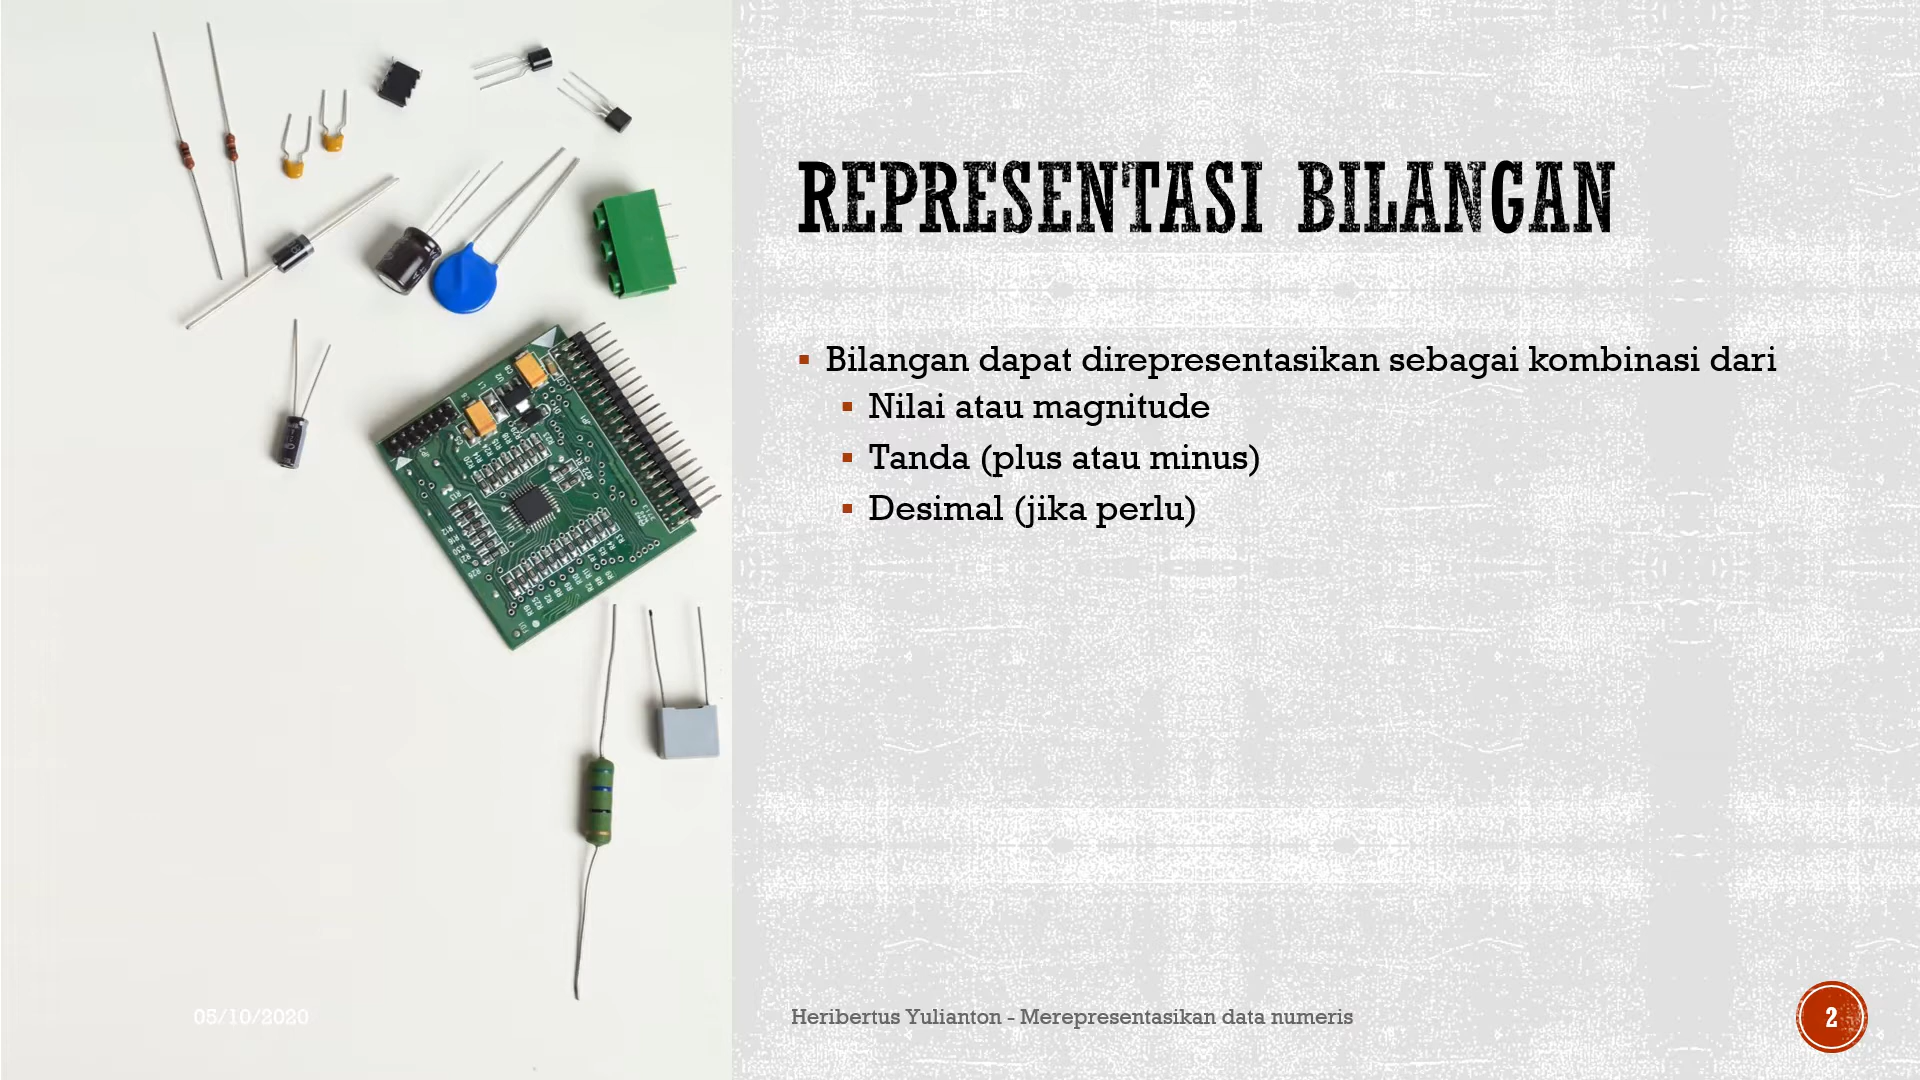 REPRESENTASI BILANGAN
▪ Bilangan dapat direpresentasikan sebagai kombinasi dari
▪ Nilai atau magnitude
▪ Tanda (plus atau minus)
▪ Desimal (jika perlu)
05/10/2020
Heribertus Yulianton - Merepresentasikan data numeris
2